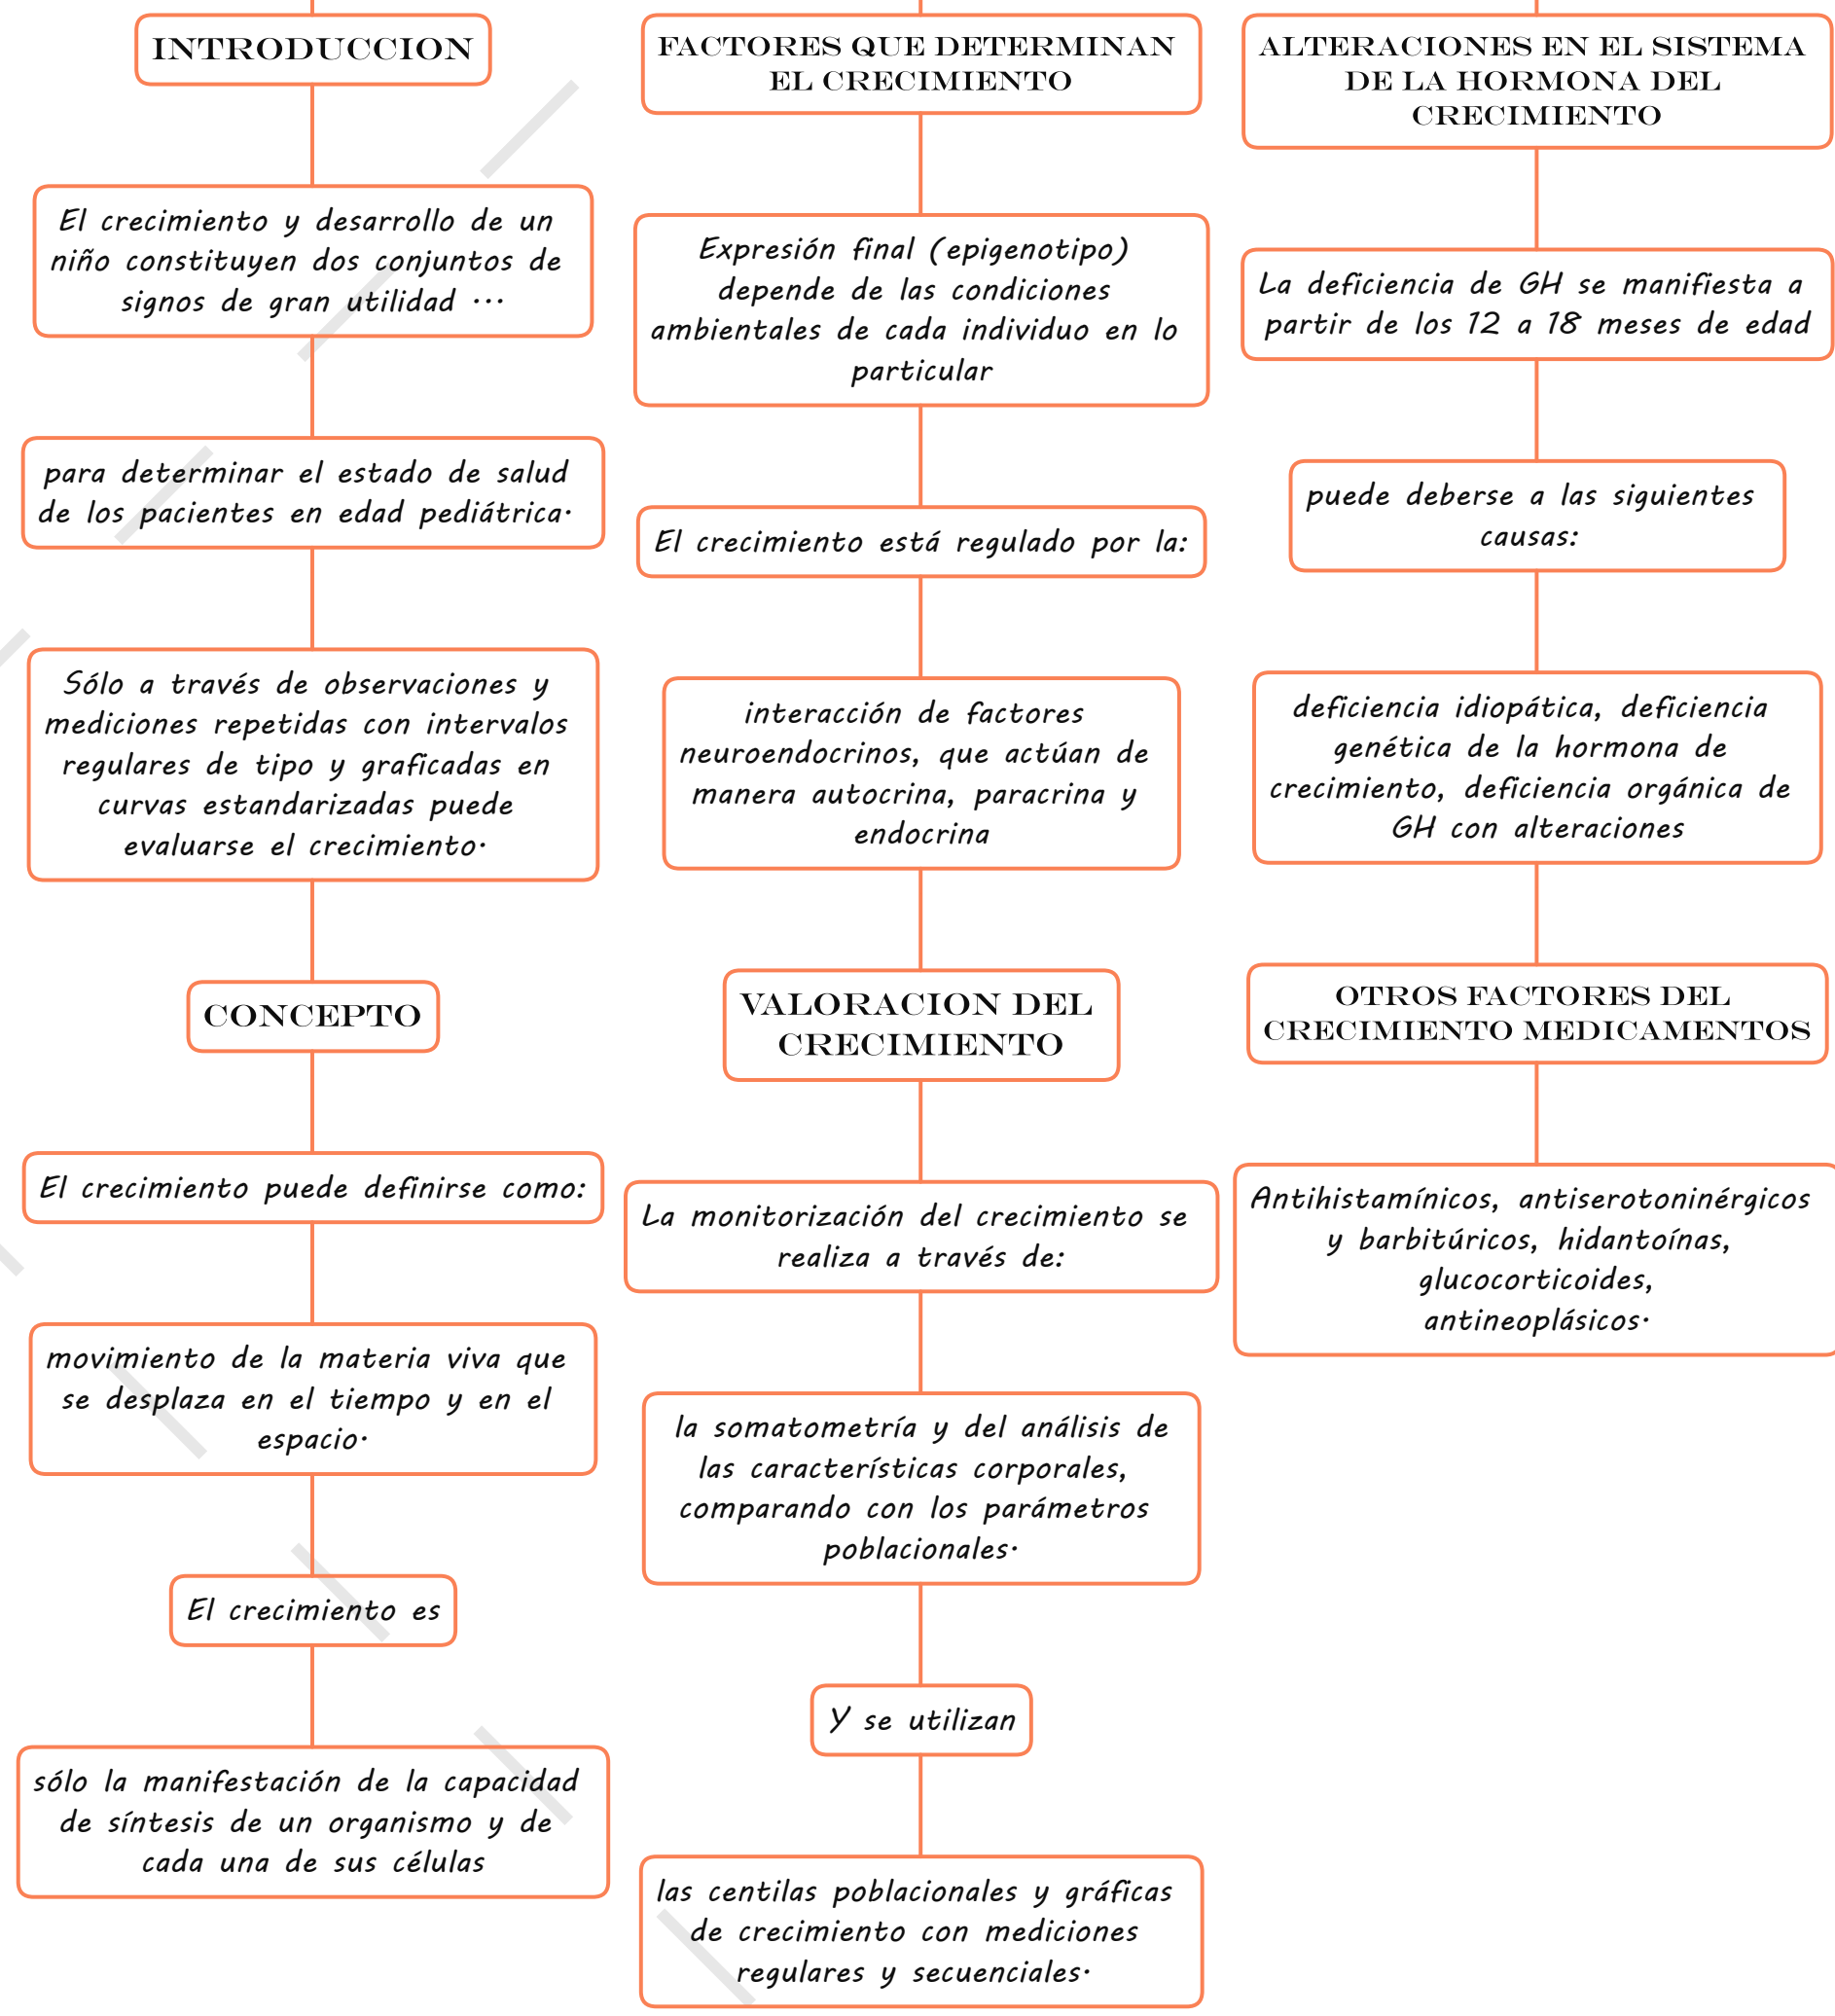 INTRODUCCION
El crecimiento y desarrollo de un
niño constituyen dos conjuntos de
signos de gran utilidad ...
para determinar el estado de salud
de los pacientes en edad pediátrica.
Sólo a través de observaciones y
mediciones repetidas con intervalos
regulares de tipo y graficadas en
curvas estandarizadas puede
evaluarse el crecimiento.
CONCEPTO
El crecimiento puede definirse como:
movimiento de la materia viva que
se desplaza en el tiempo y en el
espacio.
El crecimiento es
sólo la manifestación de la capacidad
de síntesis de un organismo y de
cada una de sus células
FACTORES QUE DETERMINAN
EL CRECIMIENTO
Expresión final (epigenotipo)
depende de las condiciones
ambientales de cada individuo en lo
particular
El crecimiento está regulado por la:
interacción de factores
neuroendocrinos, que actúan de
manera autocrina, paracrina y
endocrina
VALORACION DEL
CRECIMIENTO
La monitorización del crecimiento se
realiza a través de:
la somatometría y del análisis de
las características corporales,
comparando con los parámetros
poblacionales.
Y se utilizan
las centilas poblacionales y gráficas
de crecimiento con mediciones
regulares y secuenciales.
ALTERACIONES EN EL SISTEMA
DE LA HORMONA DEL
CRECIMIENTO
La deficiencia de GH se manifiesta a
partir de los 12 a 18 meses de edad
puede deberse a las siguientes
causas:
deficiencia idiopática, deficiencia
genética de la hormona de
crecimiento, deficiencia orgánica de
GH con alteraciones
OTROS FACTORES DEL
CRECIMIENTO MEDICAMENTOS
Antihistamínicos, antiserotoninérgicos
y barbitúricos, hidantoínas,
glucocorticoides,
antineoplásicos.